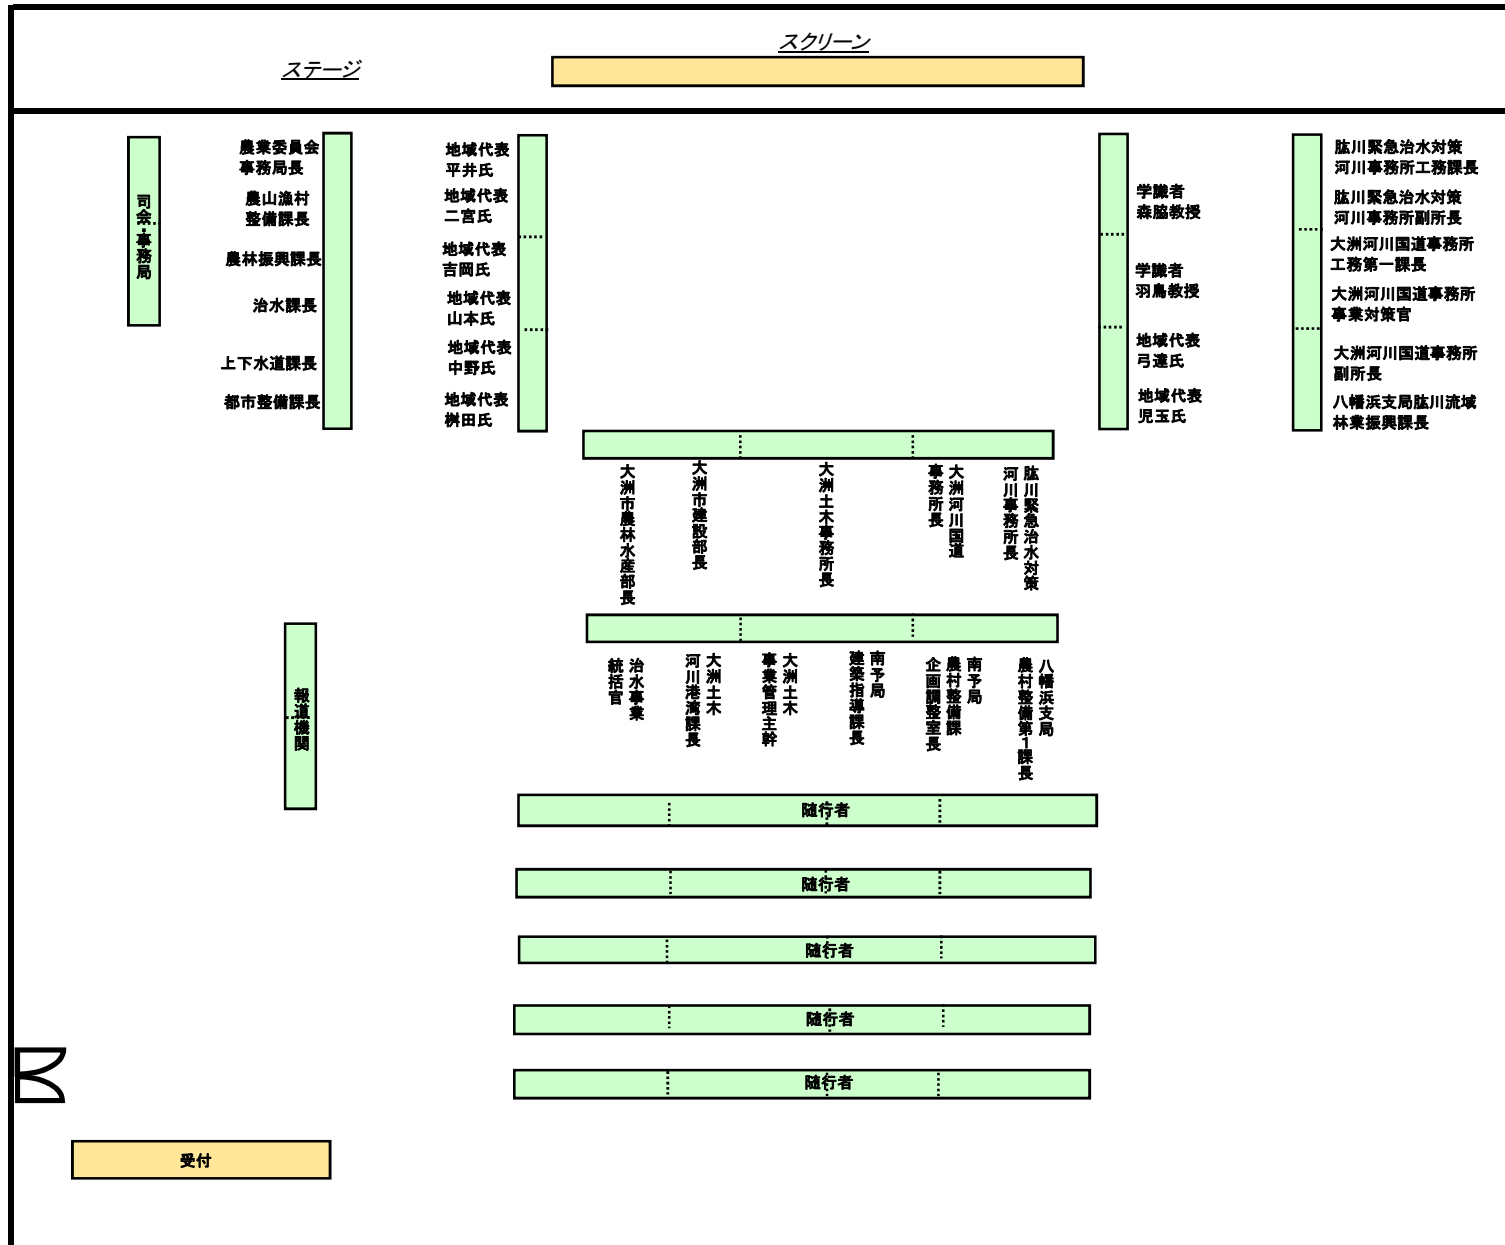 スクリーン
ステージ
司会・事務局
農業委員会
事務局長
農山漁村
整備課長
農林振興課長
治水課長
上下水道課長
都市整備課長
地域代表
平井氏
地域代表
二宮氏
地域代表
吉岡氏
地域代表
山本氏
地域代表
中野氏
地域代表
桝田氏
学識者
森脇教授
学識者
羽鳥教授
地域代表
弓達氏
地域代表
児玉氏
肱川緊急治水対策
河川事務所工務課長
肱川緊急治水対策
河川事務所副所長
大洲河川国道事務所
工務第一課長
大洲河川国道事務所
事業対策官
大洲河川国道事務所
副所長
八幡浜支局肱川流域
林業振興課長
大洲市農林水産部長
大洲市建設部長
大洲土木事務所長
大洲河川国道
事務所長
肱川緊急治水対策
河川事務所長
治水事業
統括官
大洲土木
河川港湾課長
大洲土木
事業管理主幹
南予局
建築指導課長
南予局
農村整備課
企画調整室長
八幡浜支局
農村整備第1課長
報道機関
随行者
随行者
随行者
随行者
随行者
受付